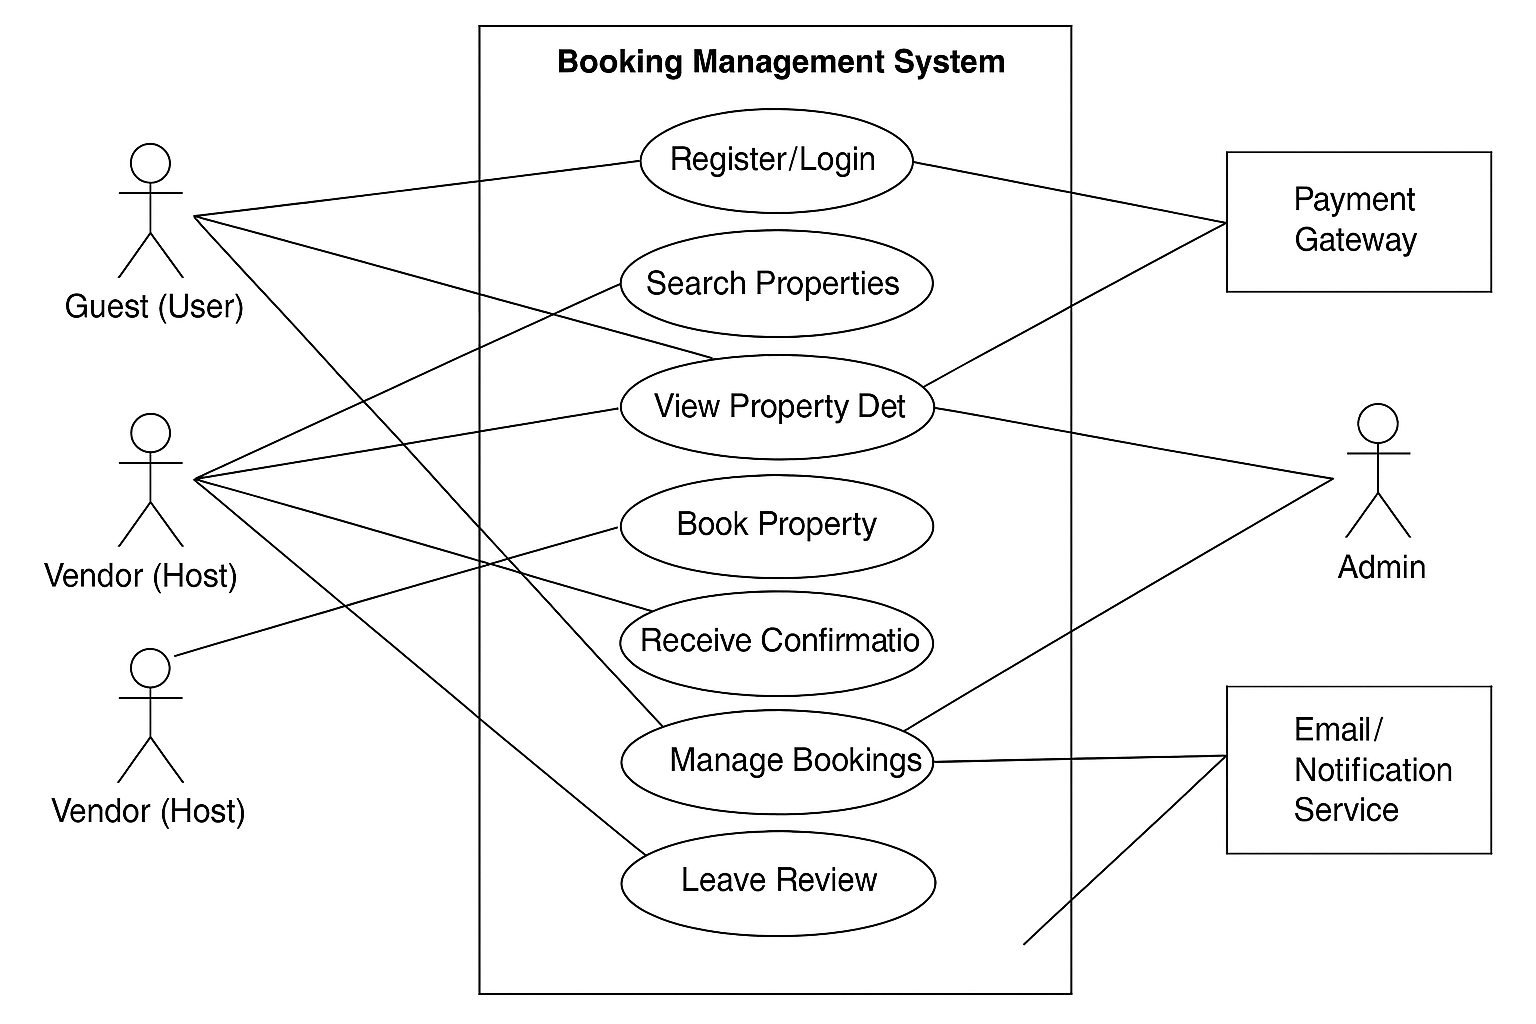 Booking Management System
Register/Login
Search Properties
View Property Det
Book Property
Receive Confirmatio
Manage Bookings
Leave Review
Guest (User)
Vendor (Host)
Vendor (Host)
Payment
Gateway
Admin
Email/
Notification
Service